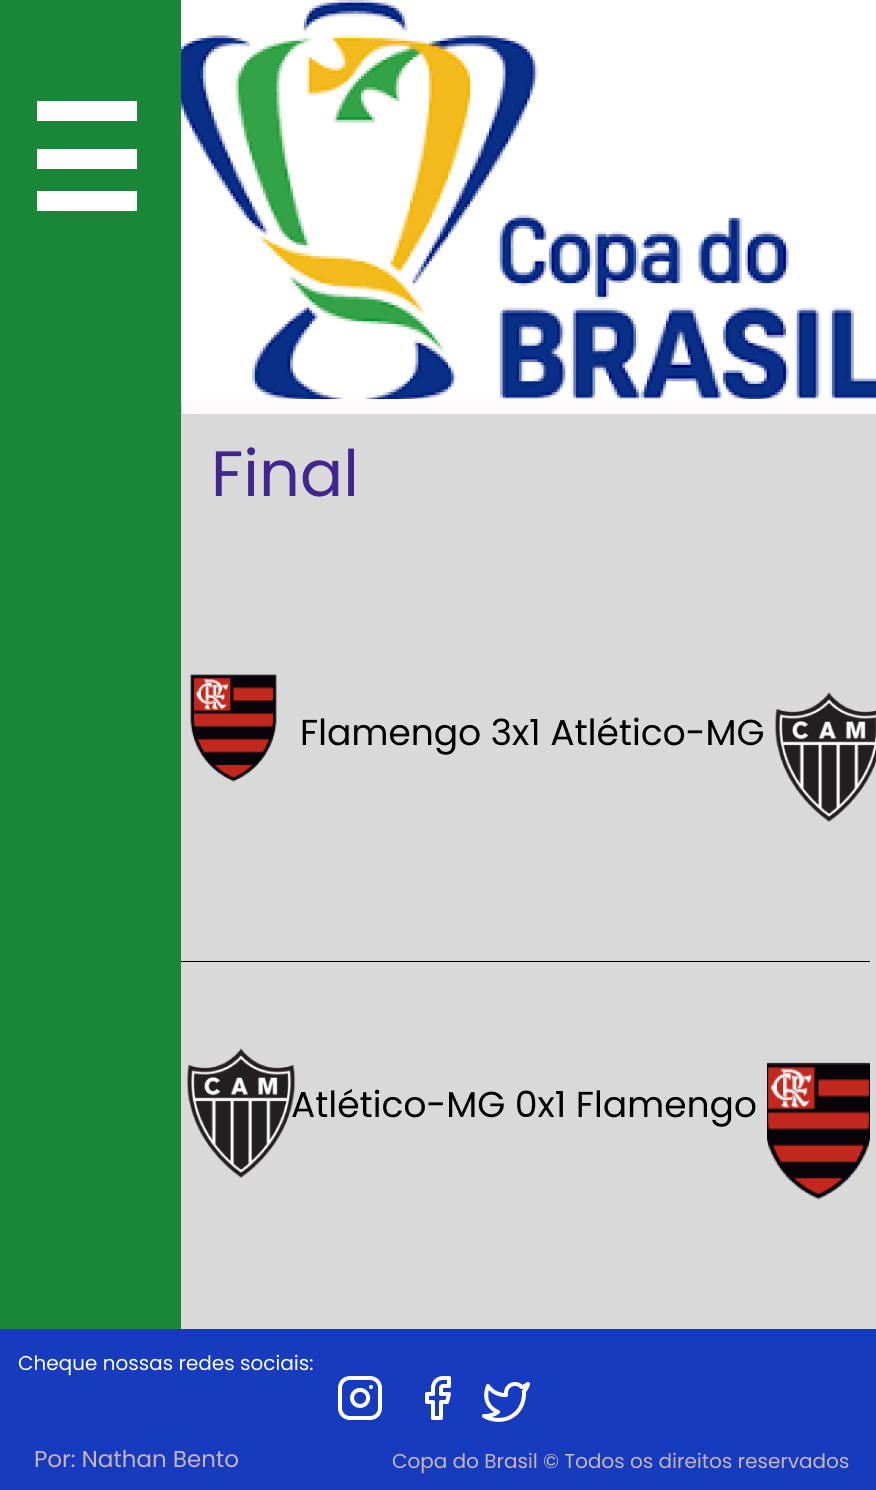 Copa do
BRASIL
Final
Flamengo 3x1 Atlético-MG
CAM
CAM
Atlético-MG 0x1 Flamengo
Cheque nossas redes sociais:
Por: Nathan Bento
Copa do Brasil © Todos os direitos reservados